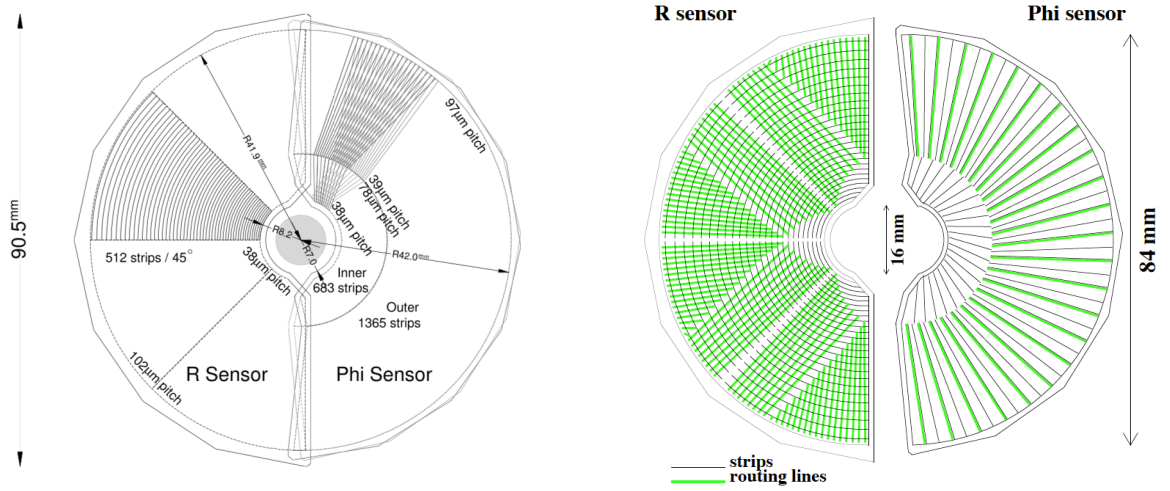 90.5mm
R41.9mm
97μm pitch
39μm pitch
78μm pitch
38μm pitch
R8.2
R7.0
R42.0mm
512 strips / 45°
38μm pitch
Inner
683 strips
Outer
1365 strips
102μm pitch
R Sensor
Phi Sensor
R sensor
Phi sensor
16 mm
84 mm
strips
routing lines